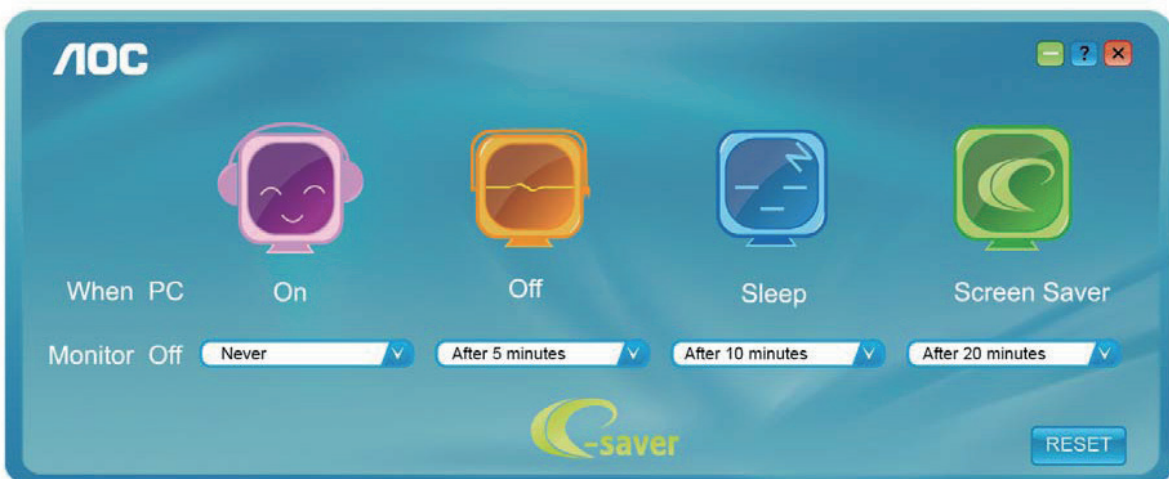 AOC
?
When PC On Off Sleep Screen Saver
Monitor Off Never After 5 minutes After 10 minutes After 20 minutes
e-saver
RESET